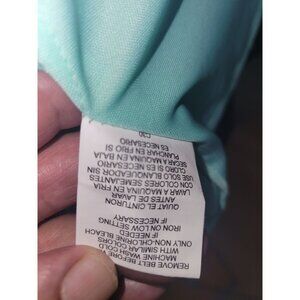 REMOVE BELT BEFORE
MACHINE WASH COLD
WITH SIMILAR COLORS
ONLY NON-CHLORINE BLEACH
IF NEEDED
IRON ON LOW SETTING
IF NECESSARY
QUAT EL CINTURON
ANTES DE LAVAR
LAVAR A MAQUINA EN FRIA
CON COLORES SEMEJANTES
USE SOLO BLANQUEADOR SIN
CLORO SI ES NECESARIO
SECAR A MAQUINA EN BAJA
PLANCHAR EN FRIO SI
ES NECESARIO